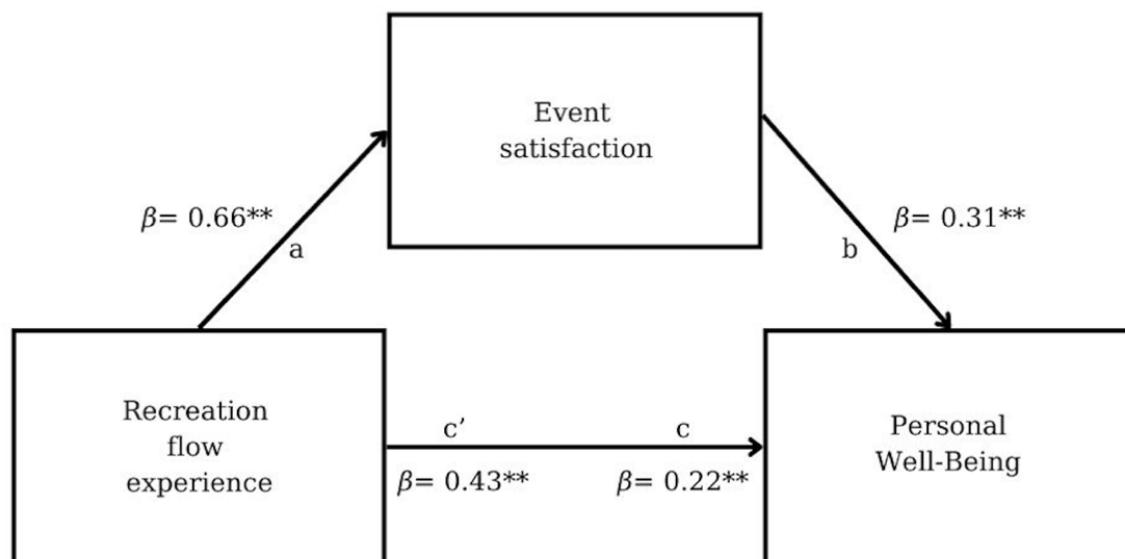 Event
satisfaction
β= 0.66**
a
β= 0.31**
b
Recreation
flow
experience
c’
c
β= 0.43**
β= 0.22**
Personal
Well-Being